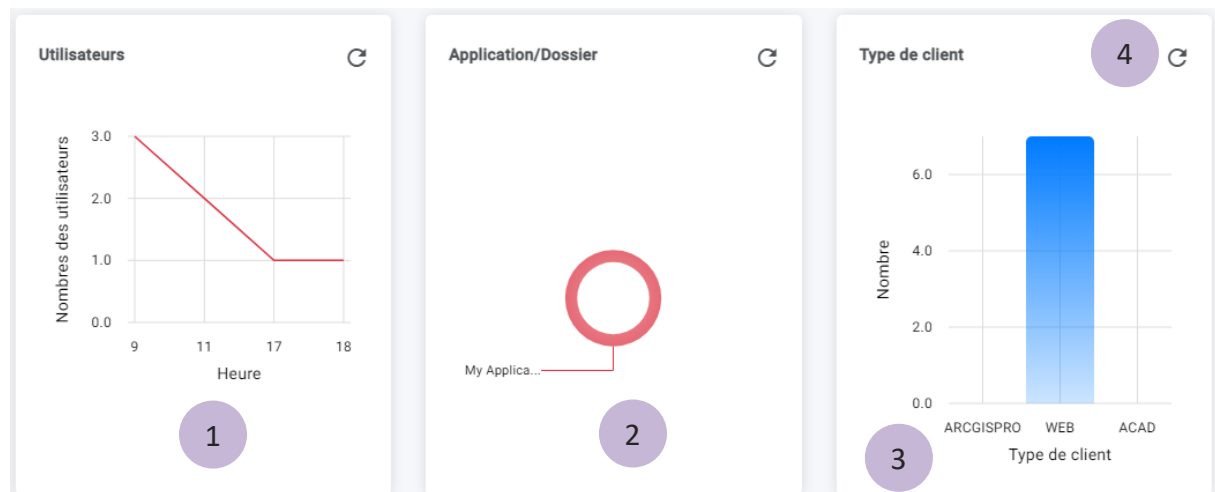 Utilisateurs
Nombres des utilisateurs
3.0
2.0
1.0
0.0
9 11 17 18
Heure
1
Application/Dossier
My Applica...
2
Type de client
4
Nombre
6.0
4.0
2.0
0.0
ARCGISPRO WEB ACAD
Type de client
3